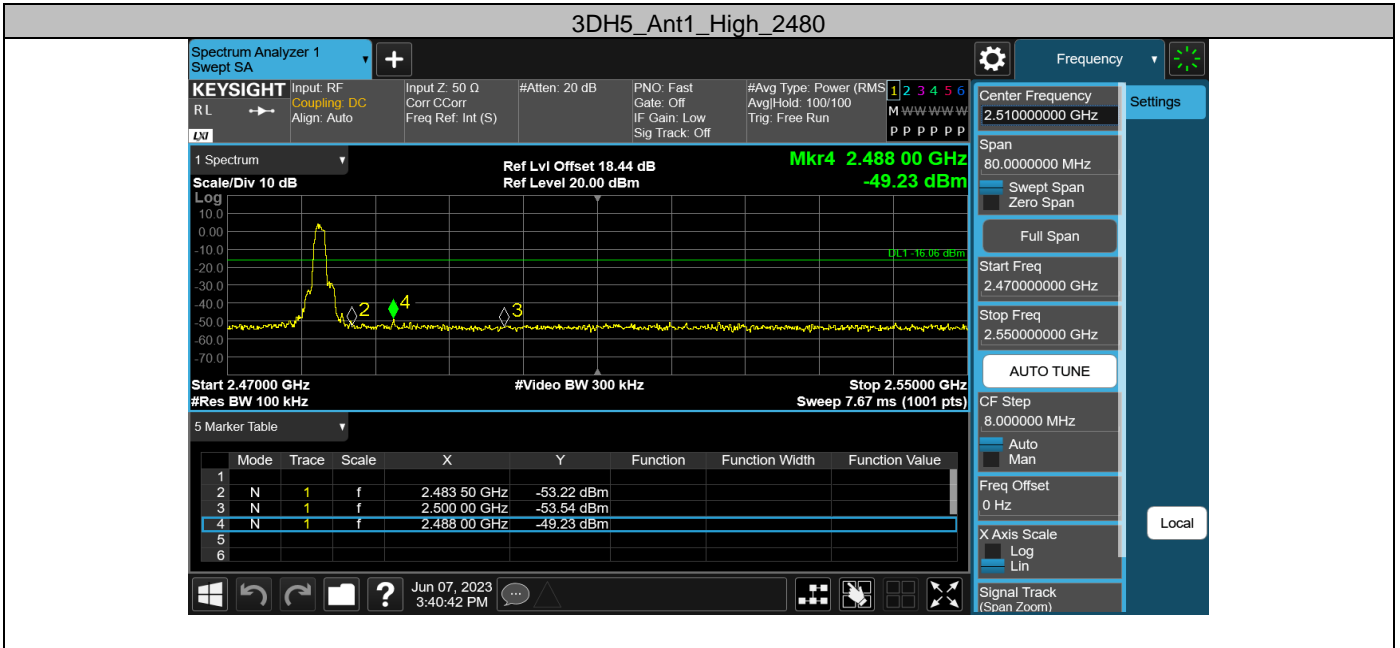 3DH5_Ant1_High_2480
Spectrum Analyzer 1
Swept SA
+
Frequency
KEYSIGHT
R L
LXI
Input: RF
Coupling: DC
Align: Auto
Input Z: 50 Ω
Corr CCorr
Freq Ref: Int (S)
#Atten: 20 dB
PNO: Fast
Gate: Off
IF Gain: Low
Sig Track: Off
#Avg Type: Power (RMS
Avg|Hold: 100/100
Trig: Free Run
1 2 3 4 5 6
M W W W W W
P P P P P P
1 Spectrum
Scale/Div 10 dB
Ref Lvl Offset 18.44 dB
Ref Level 20.00 dBm
Mkr4 2.488 00 GHz
-49.23 dBm
Log
10.0
0.00
-10.0
-20.0
-30.0
-40.0
-50.0
-60.0
-70.0
DL1 -16.06 dBm
2
4
3
Start 2.47000 GHz
#Res BW 100 kHz
#Video BW 300 kHz
Stop 2.55000 GHz
Sweep 7.67 ms (1001 pts)
5 Marker Table
Mode Trace Scale X Y Function Function Width Function Value
1
2 N 1 f 2.483 50 GHz -53.22 dBm
3 N 1 f 2.500 00 GHz -53.54 dBm
4 N 1 f 2.488 00 GHz -49.23 dBm
5
6
?
Jun 07, 2023
3:40:42 PM
Center Frequency
2.510000000 GHz
Span
80.0000000 MHz
Swept Span
Zero Span
Full Span
Start Freq
2.470000000 GHz
Stop Freq
2.550000000 GHz
AUTO TUNE
CF Step
8.000000 MHz
Auto
Man
Freq Offset
0 Hz
X Axis Scale
Log
Lin
Signal Track
(Span Zoom)
Settings
Local